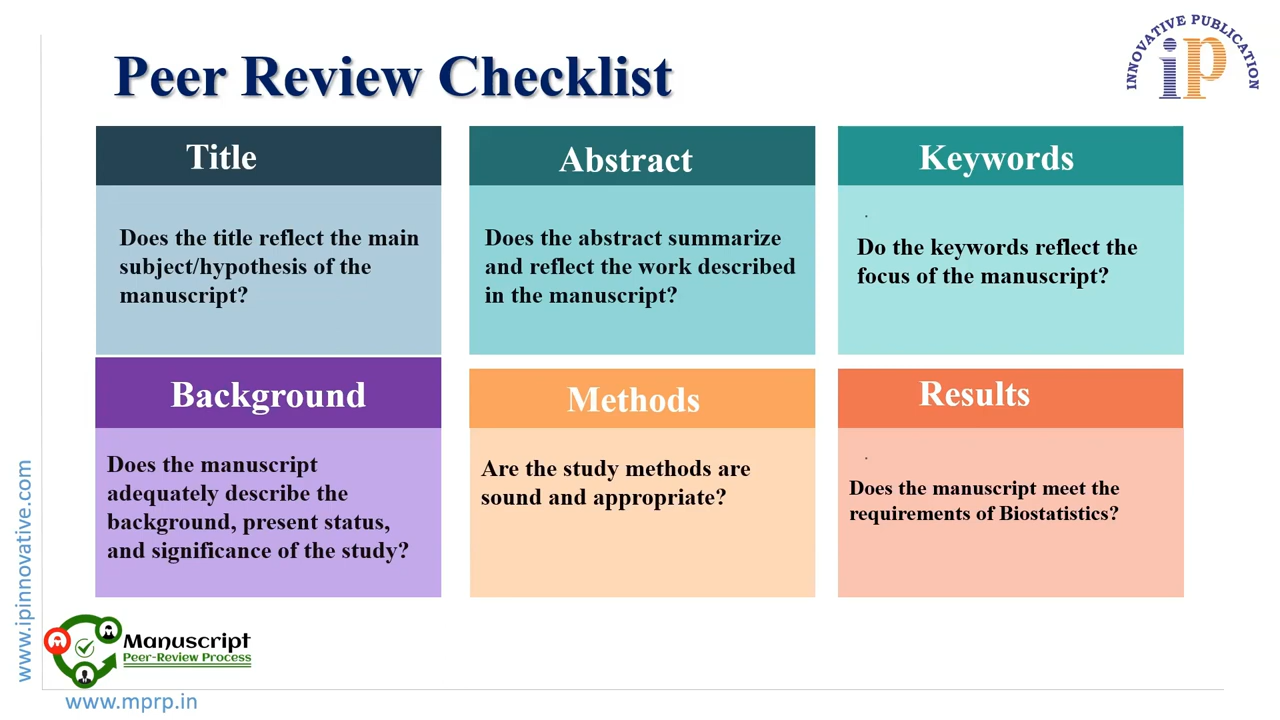 Peer Review Checklist
INNOVATIVE PUBLICATION
iP
Title
Does the title reflect the main
subject/hypothesis of the
manuscript?
Abstract
Does the abstract summarize
and reflect the work described
in the manuscript?
Keywords
.
Do the keywords reflect the
focus of the manuscript?
Background
Does the manuscript
adequately describe the
background, present status,
and significance of the study?
Methods
Are the study methods are
sound and appropriate?
Results
.
Does the manuscript meet the
requirements of Biostatistics?
www.ipinnovative.com
Manuscript
Peer-Review Process
www.mprp.in